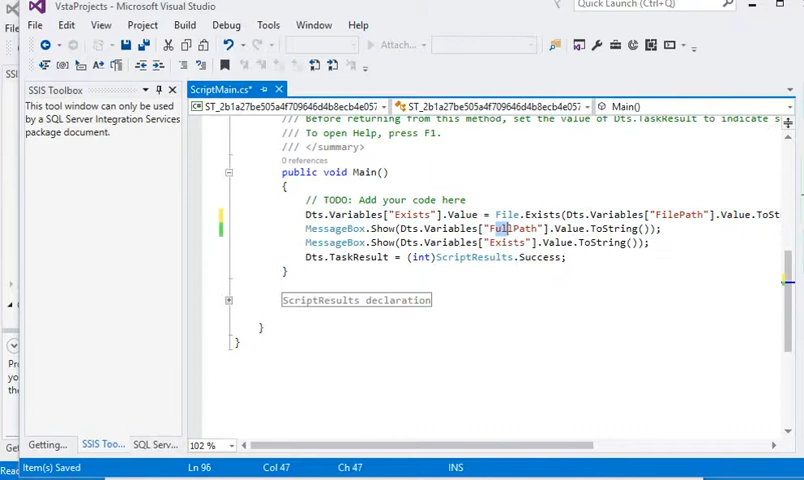 VstaProjects - Microsoft Visual Studio
Quick Launch (Ctrl+Q)
File Edit View Project Build Debug Tools Window Help
Attach...
SSIS Toolbox
This tool window can only be used
by a SQL Server Integration Services
package document.
ScriptMain.cs*
ST_2b1a27be505a4f709646d4b8ecb4e057
ST_2b1a27be505a4f709646d4b8ecb4e057
Main()
/// Before returning from this method, set the value of Dts.TaskResult to indicate
/// To open Help, press F1.
/// </summary>
0 references
public void Main()
{
// TODO: Add your code here
Dts.Variables["Exists"].Value = File.Exists(Dts.Variables["FilePath"].Value.ToSt
MessageBox.Show(Dts.Variables["FullPath"].Value.ToString());
MessageBox.Show(Dts.Variables["Exists"].Value.ToString());
Dts.TaskResult = (int)ScriptResults.Success;
}
ScriptResults declaration
}
}
Getting... SSIS Too... SQL Serv...
102 %
Item(s) Saved
Ln 96
Col 47
Ch 47
INS